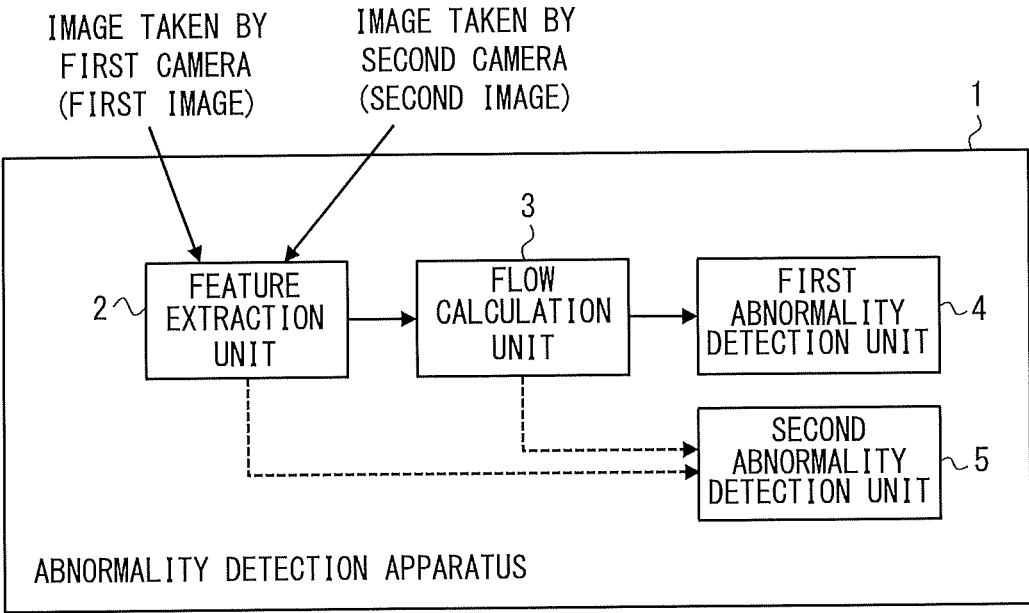 IMAGE TAKEN BY
FIRST CAMERA
(FIRST IMAGE)
IMAGE TAKEN BY
SECOND CAMERA
(SECOND IMAGE)
1
2
FEATURE
EXTRACTION
UNIT
3
FLOW
CALCULATION
UNIT
FIRST
ABNORMALITY
DETECTION UNIT
4
SECOND
ABNORMALITY
DETECTION UNIT
5
ABNORMALITY DETECTION APPARATUS